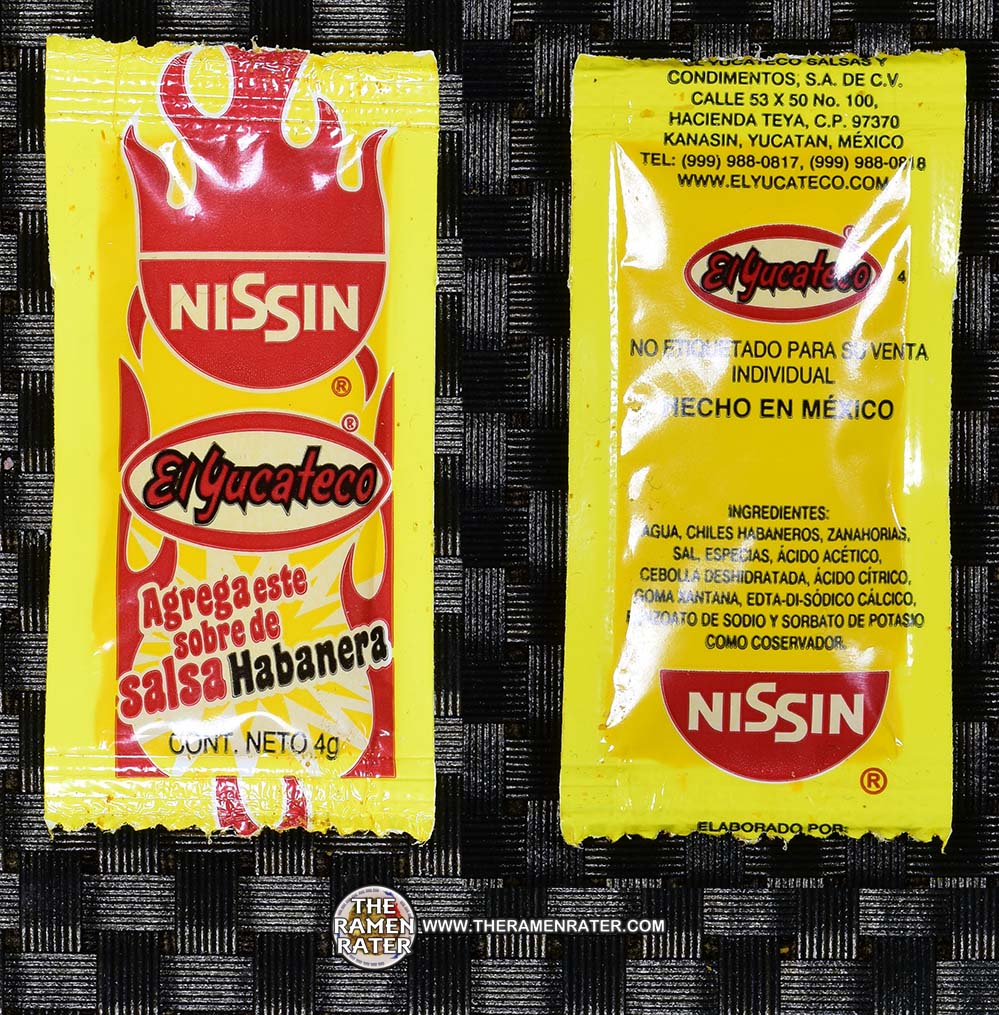 NISSIN
®
®
El Yucateco
Agrega este
sobre de
salsa Habanera
CONT. NETO 4g
EL YUCATECO SALSAS Y
CONDIMENTOS, S.A. DE C.V.
CALLE 53 X 50 No. 100,
HACIENDA TEYA, C.P. 97370
KANASIN, YUCATAN, MÉXICO
TEL: (999) 988-0817, (999) 988-0818
WWW.ELYUCATECO.COM
®
El Yucateco
4
NO ETIQUETADO PARA SU VENTA
INDIVIDUAL
HECHO EN MÉXICO
INGREDIENTES:
AGUA, CHILES HABANEROS, ZANAHORIAS,
SAL, ESPECIAS, ÁCIDO ACÉTICO,
CEBOLLA DESHIDRATADA, ÁCIDO CÍTRICO,
GOMA XANTANA, EDTA-DI-SÓDICO CÁLCICO,
BENZOATO DE SODIO Y SORBATO DE POTASIO
COMO COSERVADOR.
NISSIN
®
ELABORADO POR:
THE
RAMEN
RATER
WWW.THERAMENRATER.COM